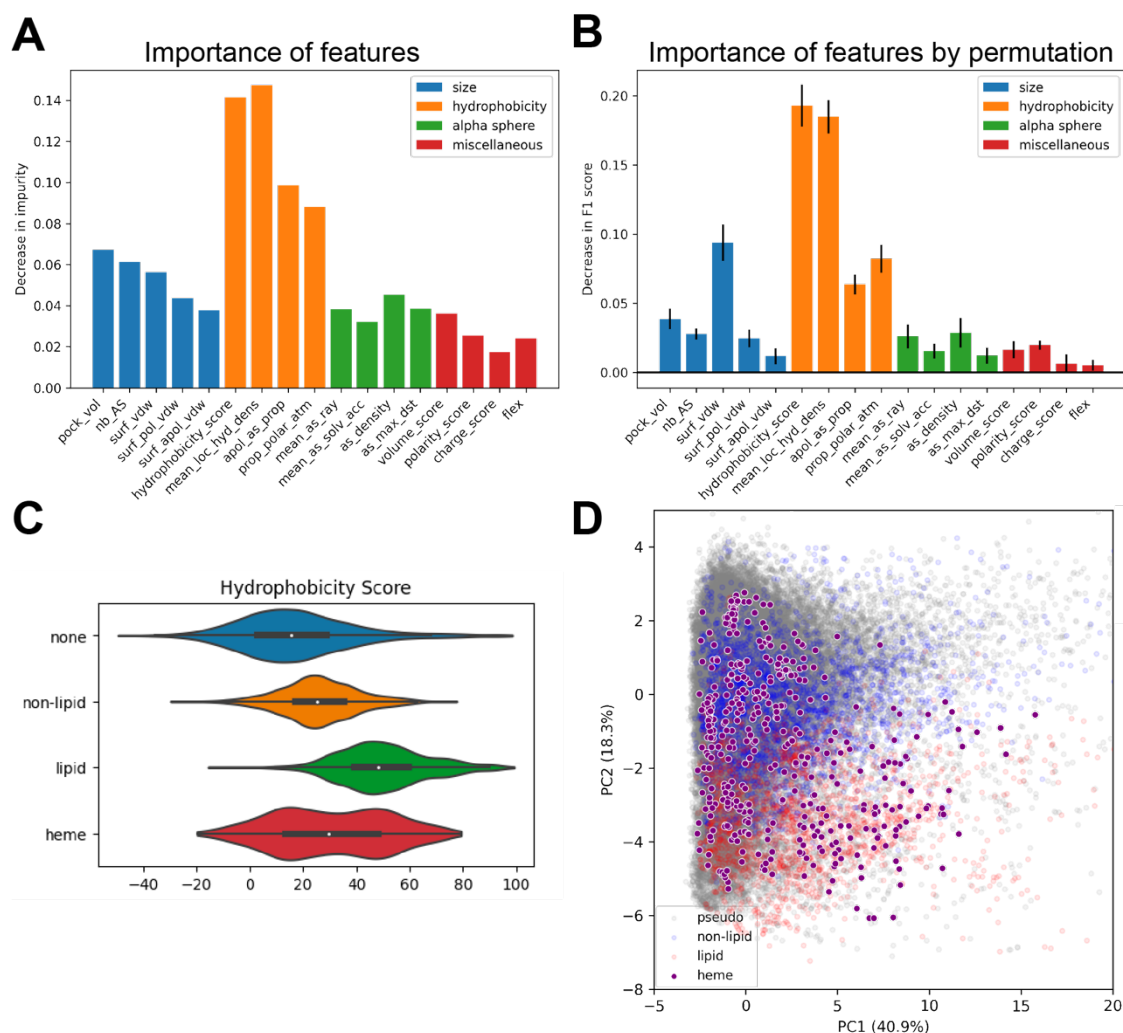 A
Importance of features
Decrease in impurity
0.14
0.12
0.10
0.08
0.06
0.04
0.02
0.00
size
hydrophobicity
alpha sphere
miscellaneous
pock_vol
nb_AS
surf_vdw
surf_pol_vdw
surf_apol_vdw
hydrophobicity_score
mean_loc_hyd_dens
apol_as_prop
prop_polar_atm
mean_as_ray
mean_as_solv_acc
as_density
as_max_dst
volume_score
polarity_score
charge_score
flex
B
Importance of features by permutation
Decrease in F1 score
0.20
0.15
0.10
0.05
0.00
size
hydrophobicity
alpha sphere
miscellaneous
pock_vol
nb_AS
surf_vdw
surf_pol_vdw
surf_apol_vdw
hydrophobicity_score
mean_loc_hyd_dens
apol_as_prop
prop_polar_atm
mean_as_ray
mean_as_solv_acc
as_density
as_max_dst
volume_score
polarity_score
charge_score
flex
C
Hydrophobicity Score
none
non-lipid
lipid
heme
−40 −20 0 20 40 60 80 100
D
PC2 (18.3%)
4
2
0
−2
−4
−6
−8
pseudo
non-lipid
lipid
heme
−5 0 5 10 15 20
PC1 (40.9%)